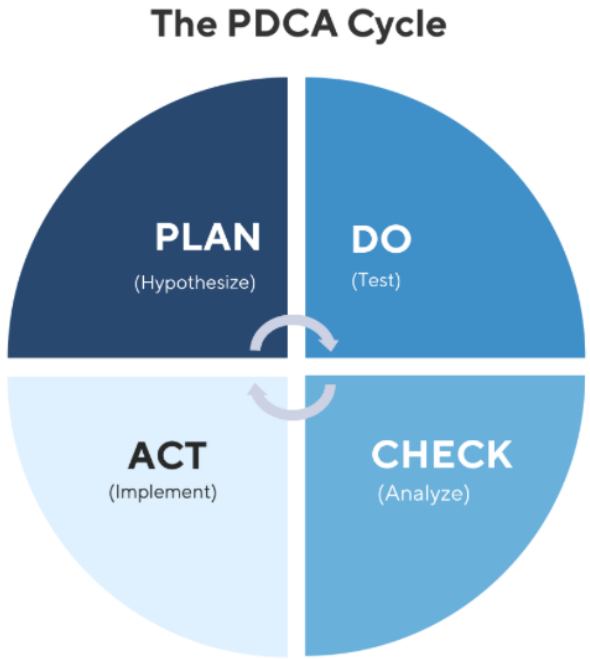 The PDCA Cycle
PLAN
(Hypothesize)
DO
(Test)
CHECK
(Analyze)
ACT
(Implement)